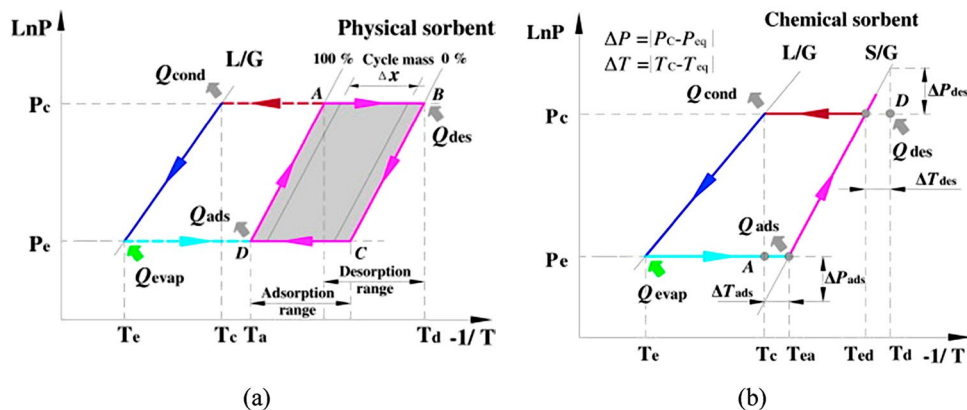 LnP
Physical sorbent
L/G
100 %
Cycle mass
0 %
Δx
Qcond
Pc
A
B
Qdes
Qads
Pe
D
C
Qevap
Desorption
range
Adsorption
range
Te
Tc
Ta
Td
-1/ T
(a)
LnP
Chemical sorbent
ΔP =|PC-Peq|
ΔT =|TC-Teq|
L/G
S/G
Qcond
ΔPdes
Pc
D
Qdes
ΔTdes
Qads
Pe
A
Qevap
ΔTads
ΔPads
Te
Tc
Tea
Ted
Td
-1/ T
(b)